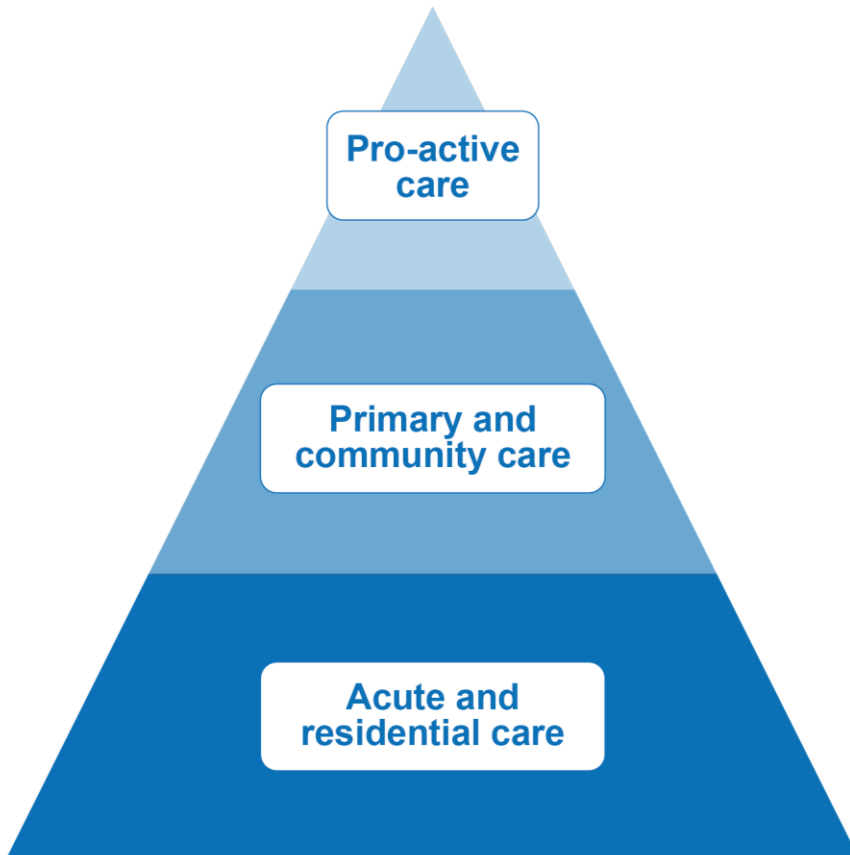 Pro-active
care
Primary and
community care
Acute and
residential care